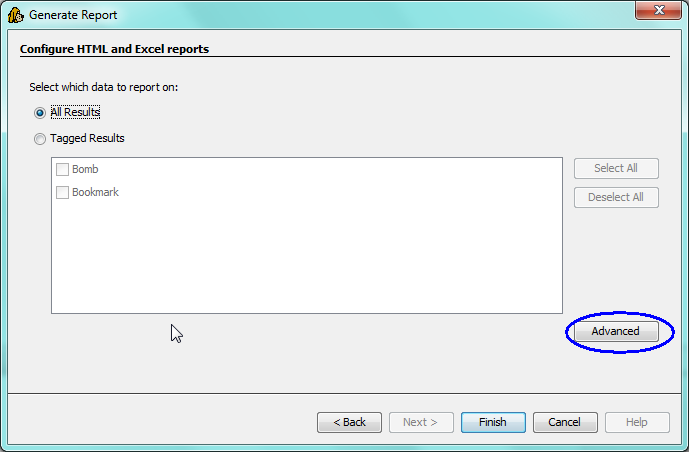 Generate Report
Configure HTML and Excel reports
Select which data to report on:
All Results
Tagged Results
Bomb
Select All
Bookmark
Deselect All
Advanced
< Back Next > Finish Cancel Help